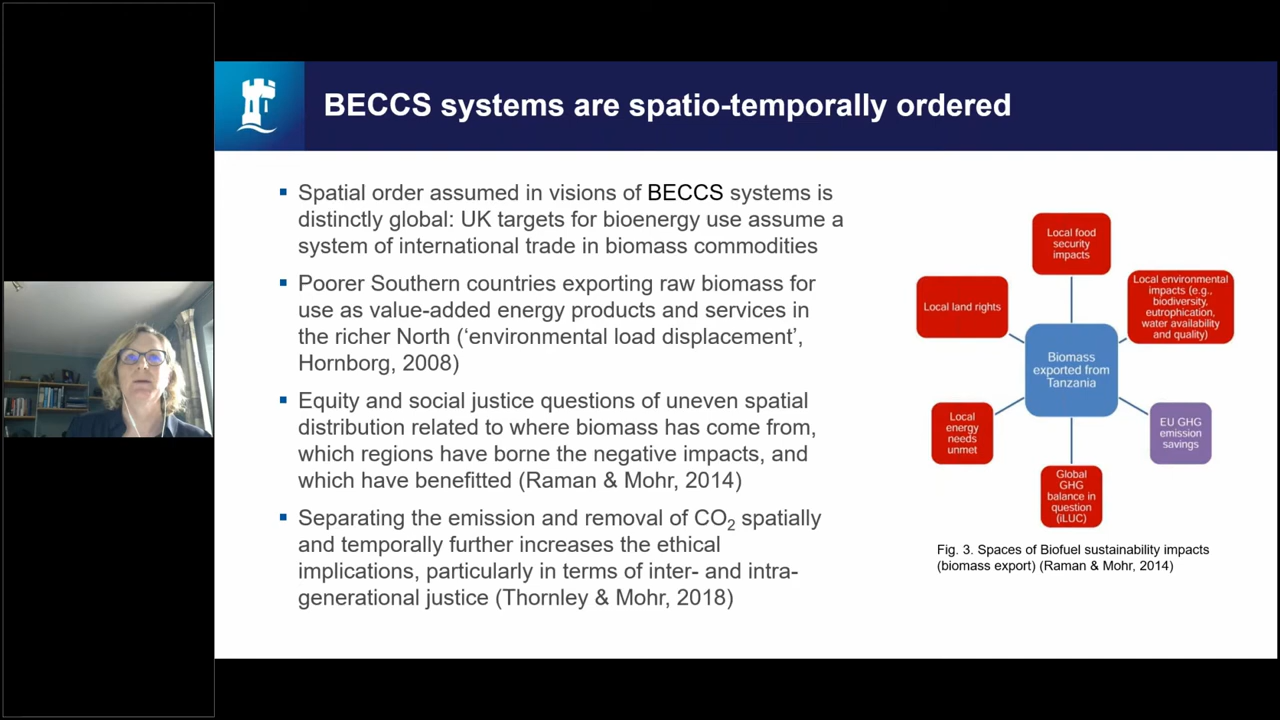 BECCS systems are spatio-temporally ordered
Spatial order assumed in visions of BECCS systems is
distinctly global: UK targets for bioenergy use assume a
system of international trade in biomass commodities
Poorer Southern countries exporting raw biomass for
use as value-added energy products and services in
the richer North (‘environmental load displacement’,
Hornborg, 2008)
Equity and social justice questions of uneven spatial
distribution related to where biomass has come from,
which regions have borne the negative impacts, and
which have benefitted (Raman & Mohr, 2014)
Separating the emission and removal of CO₂ spatially
and temporally further increases the ethical
implications, particularly in terms of inter- and intra-
generational justice (Thornley & Mohr, 2018)
Local food
security
impacts
Local land rights
Local environmental
impacts (e.g.,
biodiversity,
eutrophication,
water availability
and quality)
Biomass
exported from
Tanzania
Local
energy
needs
unmet
EU GHG
emission
savings
Global
GHG
balance in
question
(iLUC)
Fig. 3. Spaces of Biofuel sustainability impacts
(biomass export) (Raman & Mohr, 2014)